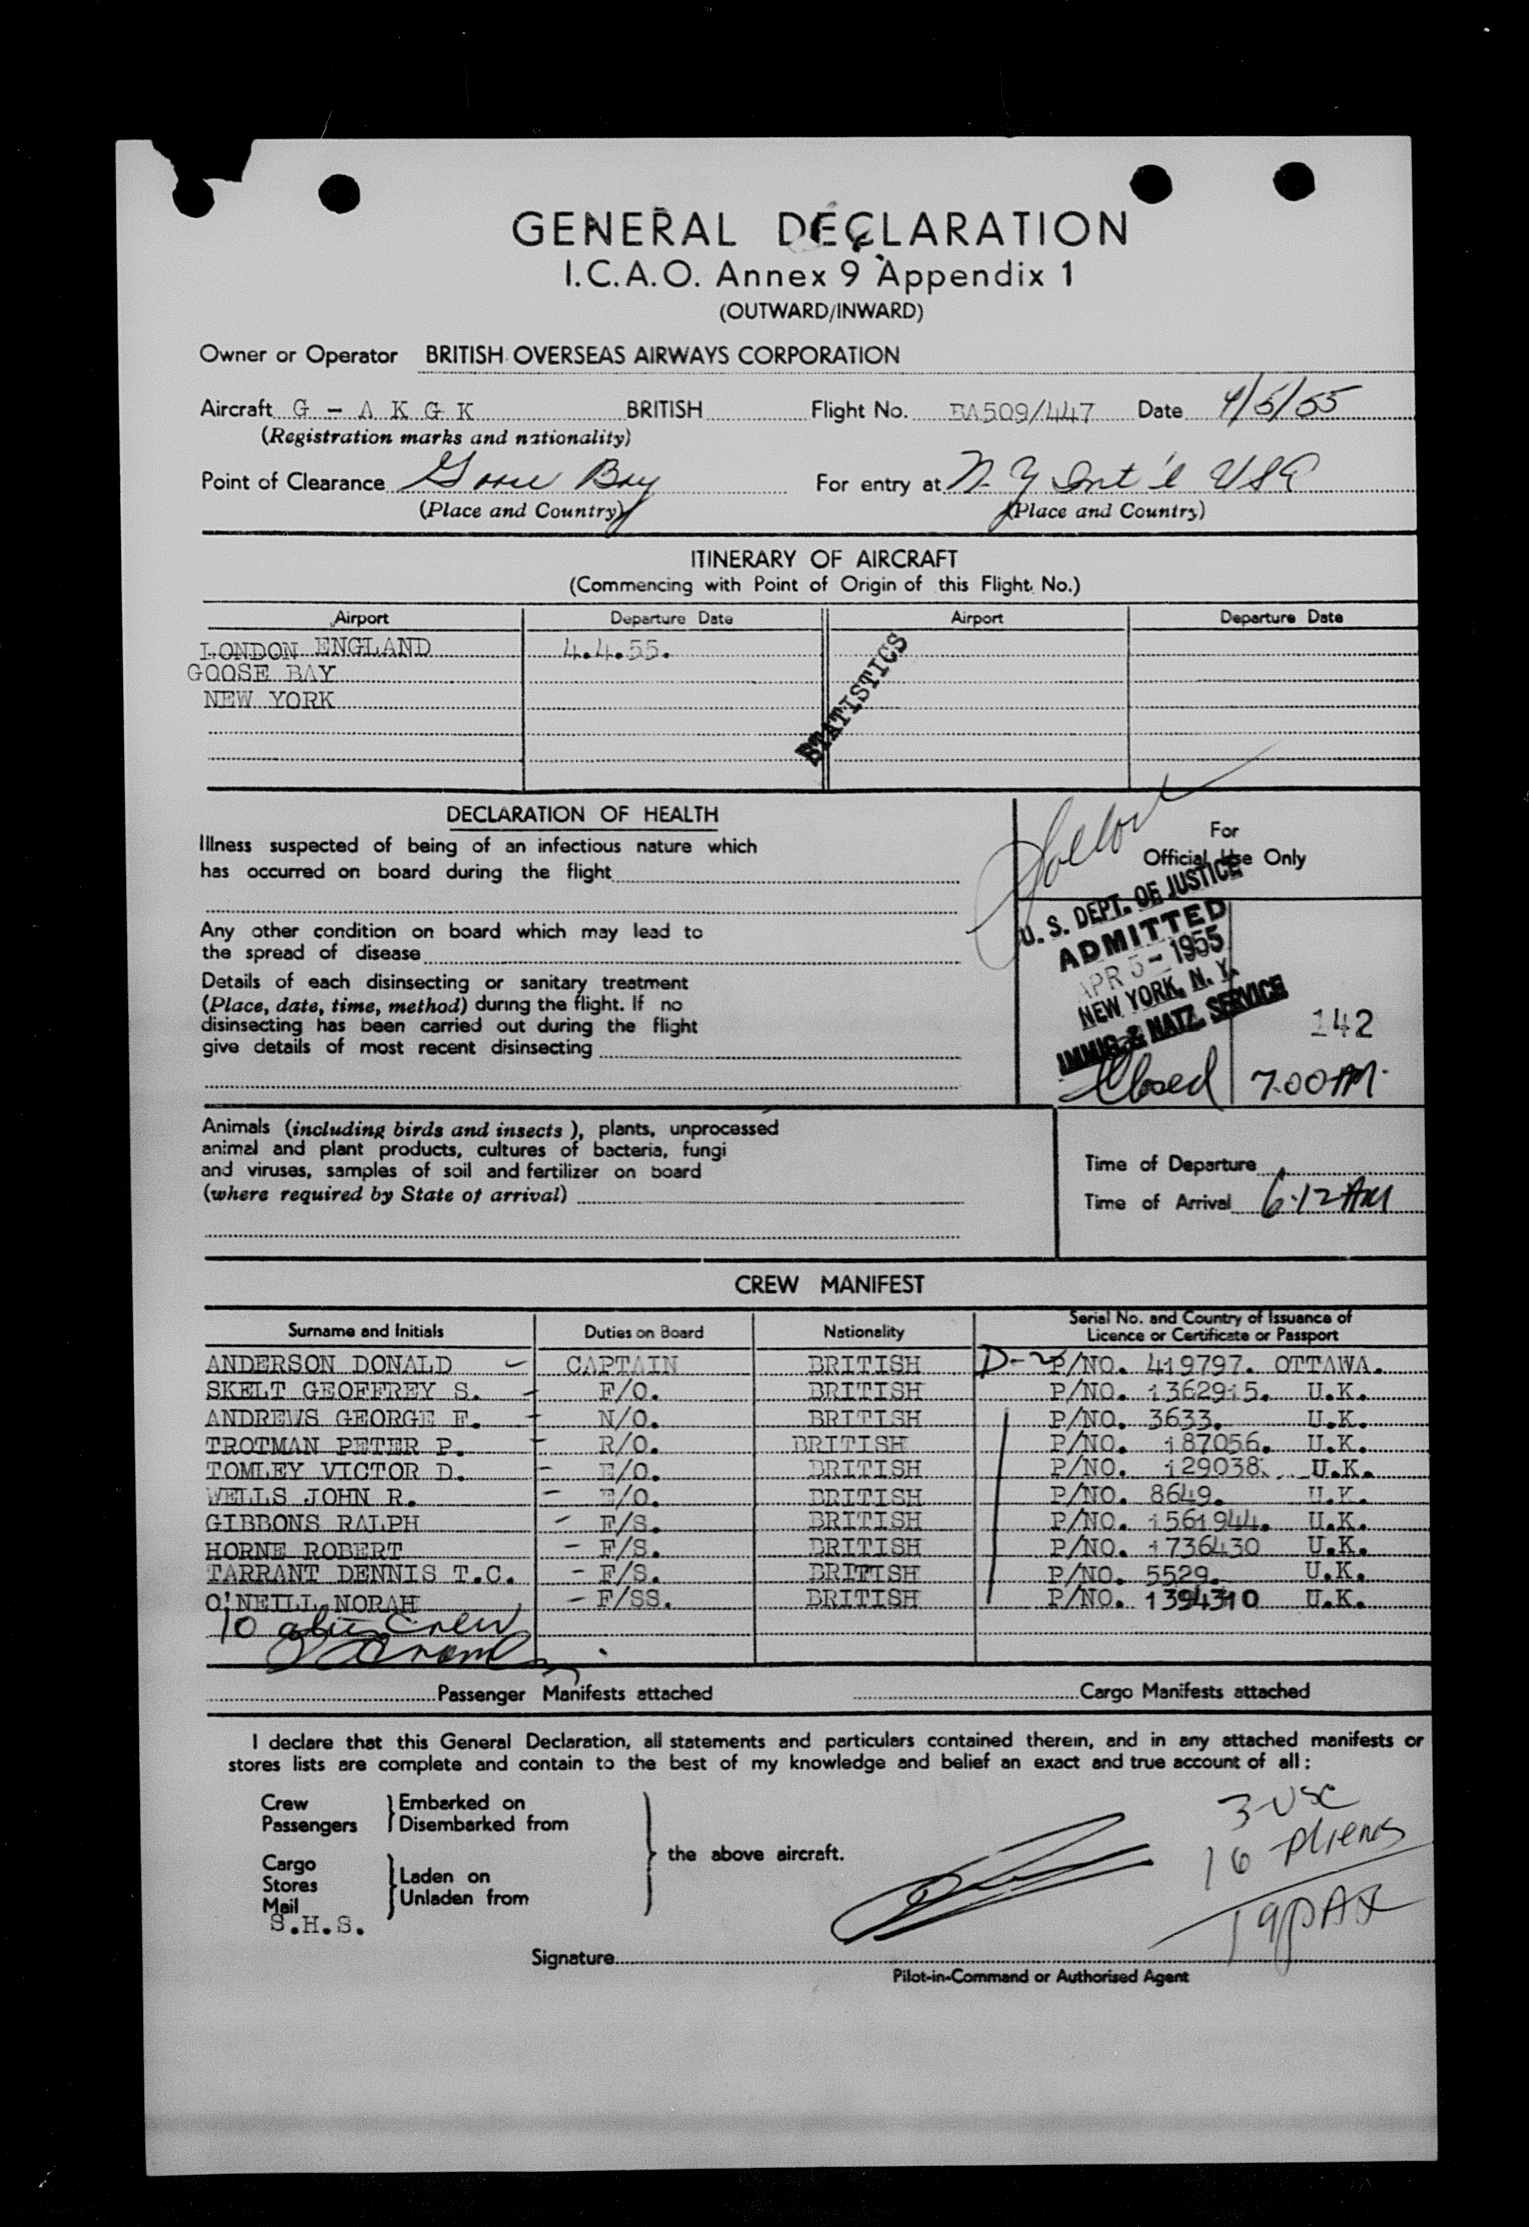 GENERAL DECLARATION
I.C.A.O. Annex 9 Appendix 1
(OUTWARD/INWARD)
Owner or Operator BRITISH OVERSEAS AIRWAYS CORPORATION
Aircraft G - A K G K BRITISH Flight No. BA509/447 Date 4/5/55
(Registration marks and nationality)
Point of Clearance Goose Bay For entry at N.Y Int'l USA
(Place and Country) (Place and Country)
ITINERARY OF AIRCRAFT
(Commencing with Point of Origin of this Flight No.)
Airport Departure Date Airport Departure Date
LONDON ENGLAND 4.4.55.
GOOSE BAY
NEW YORK
STATISTICS
DECLARATION OF HEALTH
Illness suspected of being of an infectious nature which
has occurred on board during the flight
Any other condition on board which may lead to
the spread of disease
Details of each disinsecting or sanitary treatment
(Place, date, time, method) during the flight. If no
disinsecting has been carried out during the flight
give details of most recent disinsecting
For
Official Use Only
U. S. DEPT. OF JUSTICE
ADMITTED
APR 5 - 1955
NEW YORK, N. Y.
IMMIG. & NATZ. SERVICE
142
Closed 7.00 AM.
Animals (including birds and insects), plants, unprocessed
animal and plant products, cultures of bacteria, fungi
and viruses, samples of soil and fertilizer on board
(where required by State of arrival)
Time of Departure
Time of Arrival 6.12 AM
CREW MANIFEST
Surname and Initials Duties on Board Nationality Serial No. and Country of Issuance of Licence or Certificate or Passport
ANDERSON DONALD CAPTAIN BRITISH D-2 P/NO. 419797. OTTAWA.
SKELT GEOFFREY S. F/O. BRITISH P/NO. 1362915. U.K.
ANDREWS GEORGE F. N/O. BRITISH P/NO. 3633. U.K.
TROTMAN PETER P. R/O. BRITISH P/NO. 187056. U.K.
TOMLEY VICTOR D. E/O. BRITISH P/NO. 129038. U.K.
WELLS JOHN R. E/O. BRITISH P/NO. 8649. U.K.
GIBBONS RALPH F/S. BRITISH P/NO. 1561944. U.K.
HORNE ROBERT F/S. BRITISH P/NO. 1736430 U.K.
TARRANT DENNIS T.C. F/S. BRITISH P/NO. 5529. U.K.
O'NEILL NORAH F/SS. BRITISH P/NO. 1394310 U.K.
10 alien crew
Passenger Manifests attached Cargo Manifests attached
I declare that this General Declaration, all statements and particulars contained therein, and in any attached manifests or
stores lists are complete and contain to the best of my knowledge and belief an exact and true account of all:
Crew Embarked on
Passengers Disembarked from
the above aircraft.
Cargo Laden on
Stores Unladen from
Mail
S.H.S.
3-USC
16 Aliens
19 PAX
Signature
Pilot-in-Command or Authorised Agent